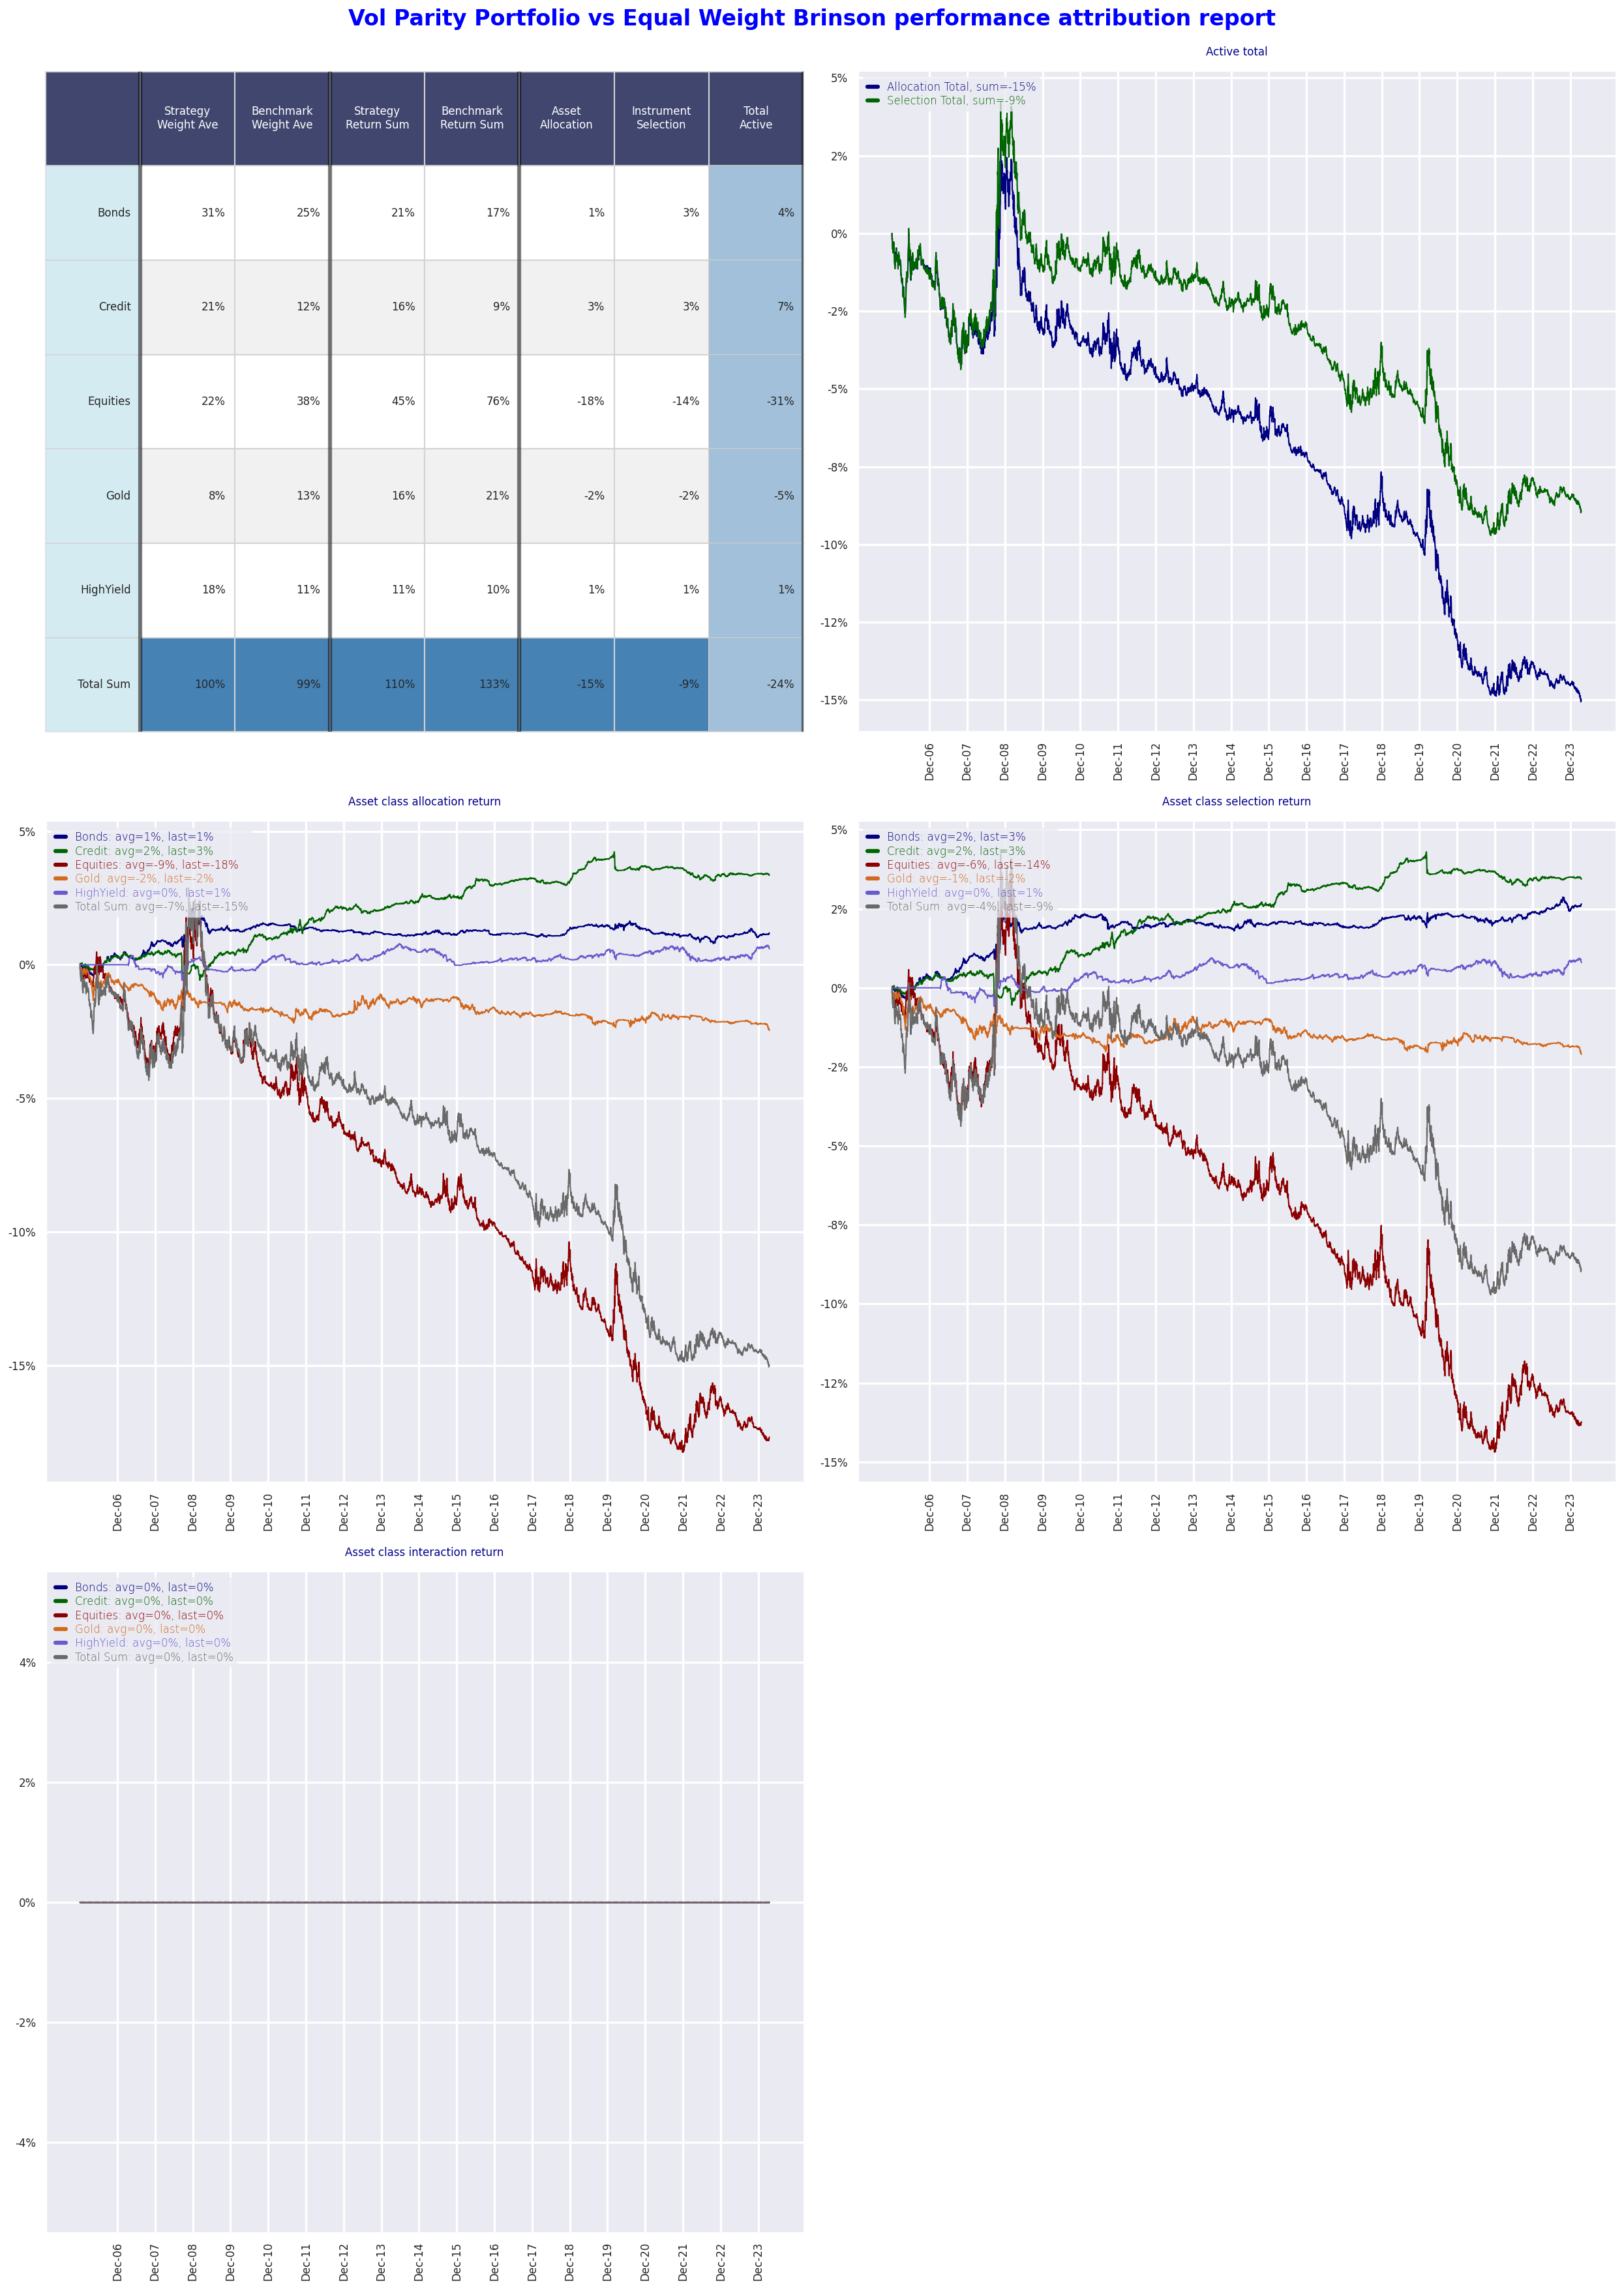 Vol Parity Portfolio vs Equal Weight Brinson performance attribution report
Strategy Weight Ave
Benchmark Weight Ave
Strategy Return Sum
Benchmark Return Sum
Asset Allocation
Instrument Selection
Total Active
Bonds 31% 25% 21% 17% 1% 3% 4%
Credit 21% 12% 16% 9% 3% 3% 7%
Equities 22% 38% 45% 76% -18% -14% -31%
Gold 8% 13% 16% 21% -2% -2% -5%
HighYield 18% 11% 11% 10% 1% 1% 1%
Total Sum 100% 99% 110% 133% -15% -9% -24%
Active total
Allocation Total, sum=-15%
Selection Total, sum=-9%
5%
2%
0%
-2%
-5%
-8%
-10%
-12%
-15%
Dec-06 Dec-07 Dec-08 Dec-09 Dec-10 Dec-11 Dec-12 Dec-13 Dec-14 Dec-15 Dec-16 Dec-17 Dec-18 Dec-19 Dec-20 Dec-21 Dec-22 Dec-23
Asset class allocation return
Bonds: avg=1%, last=1%
Credit: avg=2%, last=3%
Equities: avg=-9%, last=-18%
Gold: avg=-2%, last=-2%
HighYield: avg=0%, last=1%
Total Sum: avg=-7%, last=-15%
5%
0%
-5%
-10%
-15%
Dec-06 Dec-07 Dec-08 Dec-09 Dec-10 Dec-11 Dec-12 Dec-13 Dec-14 Dec-15 Dec-16 Dec-17 Dec-18 Dec-19 Dec-20 Dec-21 Dec-22 Dec-23
Asset class selection return
Bonds: avg=2%, last=3%
Credit: avg=2%, last=3%
Equities: avg=-6%, last=-14%
Gold: avg=-1%, last=-2%
HighYield: avg=0%, last=1%
Total Sum: avg=-4%, last=-9%
5%
2%
0%
-2%
-5%
-8%
-10%
-12%
-15%
Dec-06 Dec-07 Dec-08 Dec-09 Dec-10 Dec-11 Dec-12 Dec-13 Dec-14 Dec-15 Dec-16 Dec-17 Dec-18 Dec-19 Dec-20 Dec-21 Dec-22 Dec-23
Asset class interaction return
Bonds: avg=0%, last=0%
Credit: avg=0%, last=0%
Equities: avg=0%, last=0%
Gold: avg=0%, last=0%
HighYield: avg=0%, last=0%
Total Sum: avg=0%, last=0%
4%
2%
0%
-2%
-4%
Dec-06 Dec-07 Dec-08 Dec-09 Dec-10 Dec-11 Dec-12 Dec-13 Dec-14 Dec-15 Dec-16 Dec-17 Dec-18 Dec-19 Dec-20 Dec-21 Dec-22 Dec-23